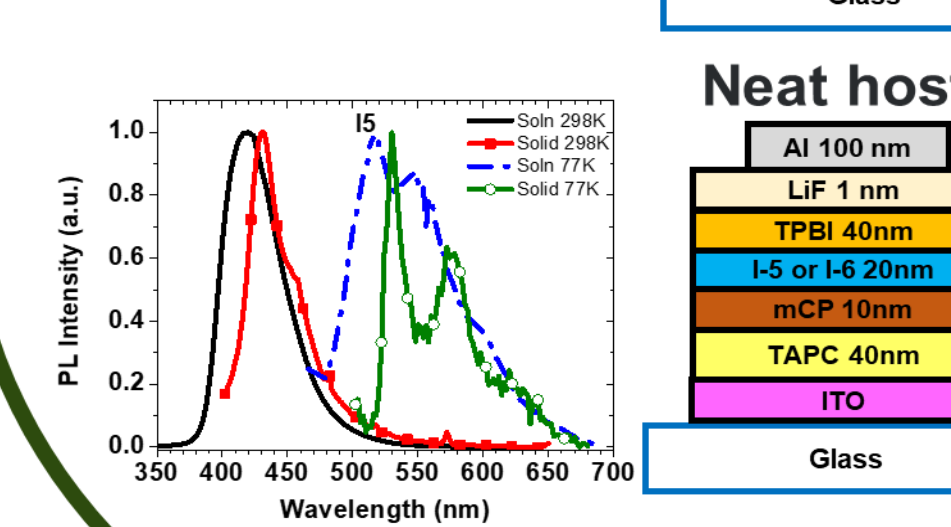 Glass
Neat hos
Al 100 nm
LiF 1 nm
TPBI 40nm
I-5 or I-6 20nm
mCP 10nm
TAPC 40nm
ITO
Glass
I5
Soln 298K
Solid 298K
Soln 77K
Solid 77K
PL Intensity (a.u.)
1.0
0.8
0.6
0.4
0.2
0.0
350 400 450 500 550 600 650 700
Wavelength (nm)